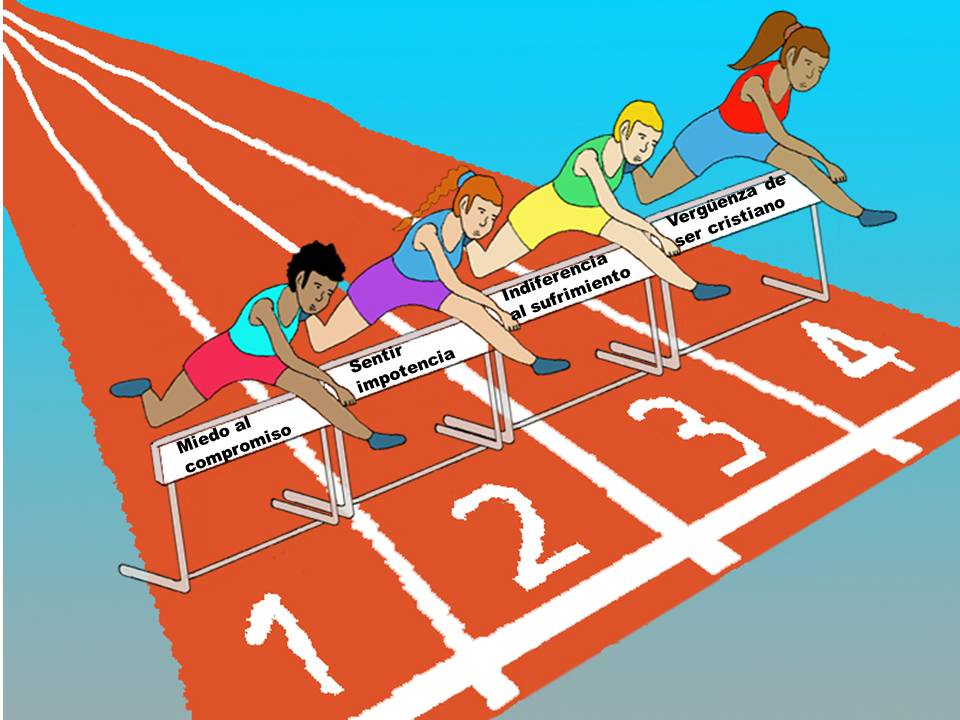 Miedo al
compromiso
Sentir
impotencia
Indiferencia
al sufrimiento
Vergüenza de
ser cristiano
1
2
3
4